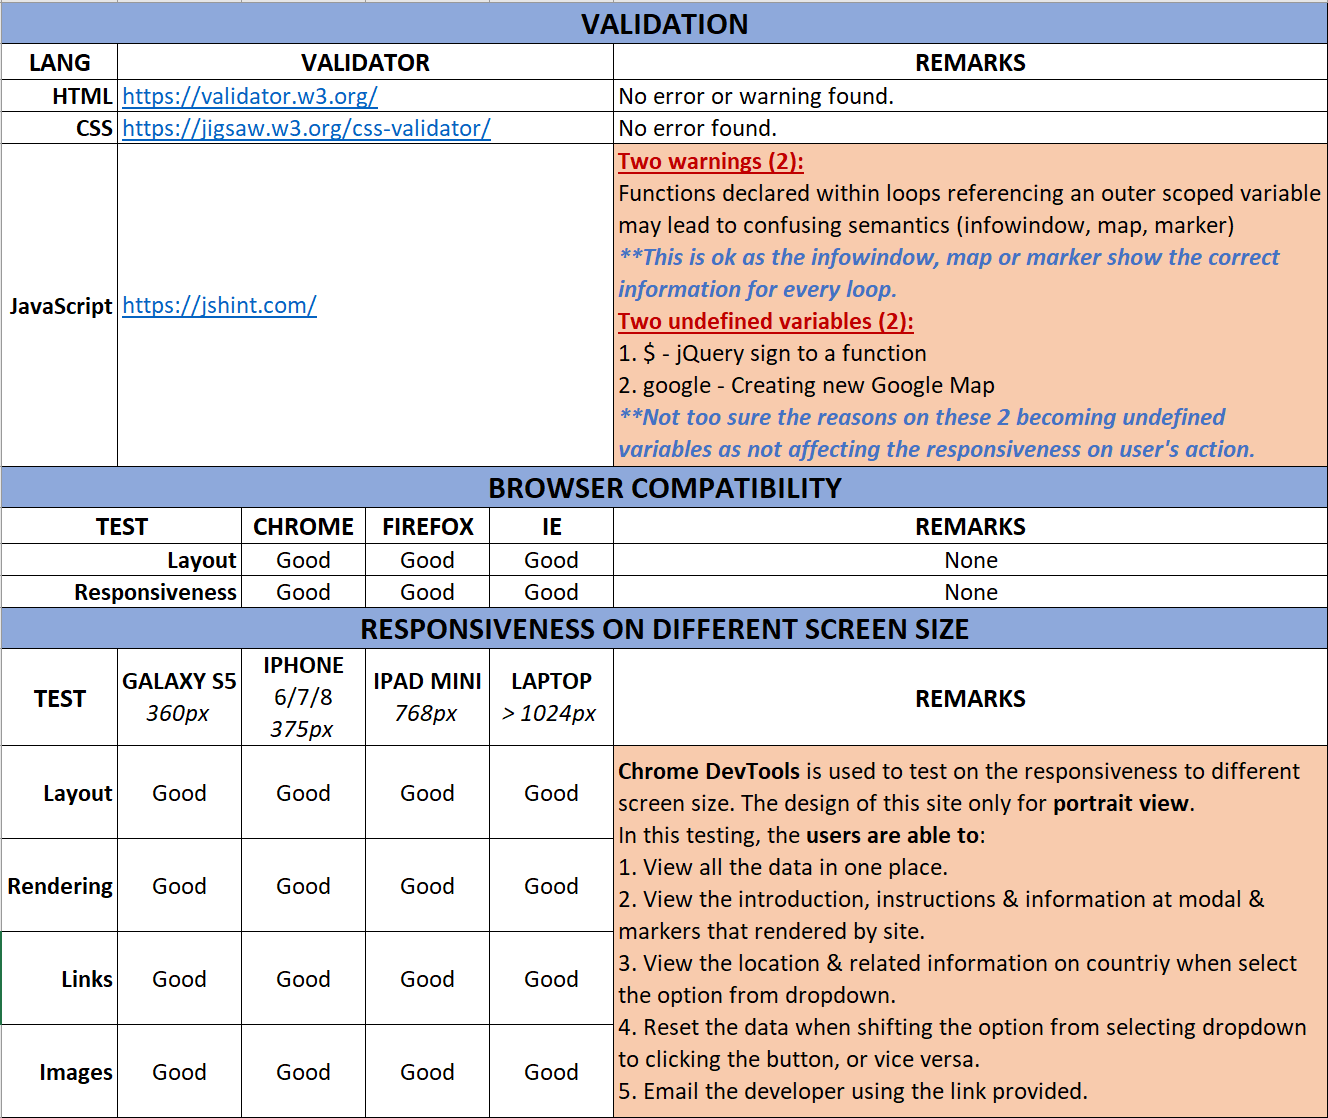 VALIDATION
LANG VALIDATOR REMARKS
HTML https://validator.w3.org/ No error or warning found.
CSS https://jigsaw.w3.org/css-validator/ No error found.
JavaScript https://jshint.com/
Two warnings (2):
Functions declared within loops referencing an outer scoped variable
may lead to confusing semantics (infowindow, map, marker)
**This is ok as the infowindow, map or marker show the correct
information for every loop.
Two undefined variables (2):
1. $ - jQuery sign to a function
2. google - Creating new Google Map
**Not too sure the reasons on these 2 becoming undefined
variables as not affecting the responsiveness on user's action.
BROWSER COMPATIBILITY
TEST CHROME FIREFOX IE REMARKS
Layout Good Good Good None
Responsiveness Good Good Good None
RESPONSIVENESS ON DIFFERENT SCREEN SIZE
TEST
GALAXY S5
360px
IPHONE
6/7/8
375px
IPAD MINI
768px
LAPTOP
> 1024px
REMARKS
Layout Good Good Good Good
Rendering Good Good Good Good
Links Good Good Good Good
Images Good Good Good Good
Chrome DevTools is used to test on the responsiveness to different
screen size. The design of this site only for portrait view.
In this testing, the users are able to:
1. View all the data in one place.
2. View the introduction, instructions & information at modal &
markers that rendered by site.
3. View the location & related information on countriy when select
the option from dropdown.
4. Reset the data when shifting the option from selecting dropdown
to clicking the button, or vice versa.
5. Email the developer using the link provided.